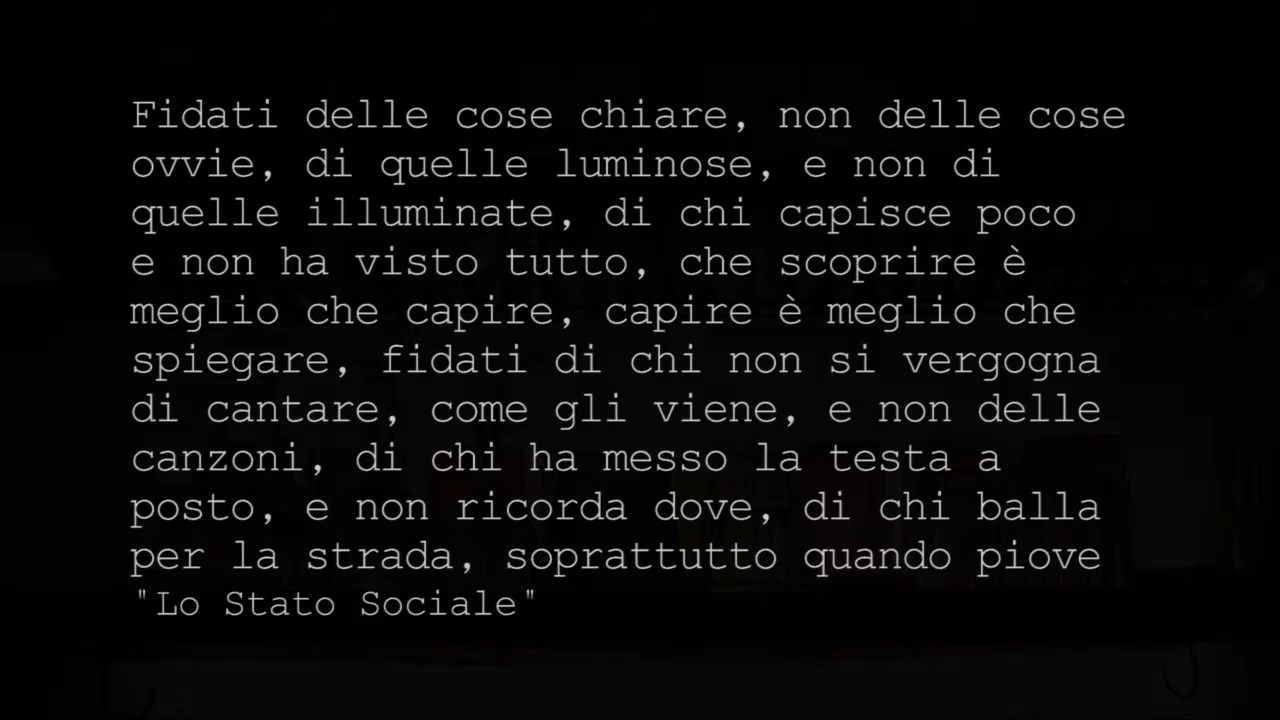 Fidati delle cose chiare, non delle cose
ovvie, di quelle luminose, e non di
quelle illuminate, di chi capisce poco
e non ha visto tutto, che scoprire è
meglio che capire, capire è meglio che
spiegare, fidati di chi non si vergogna
di cantare, come gli viene, e non delle
canzoni, di chi ha messo la testa a
posto, e non ricorda dove, di chi balla
per la strada, soprattutto quando piove
"Lo Stato Sociale"